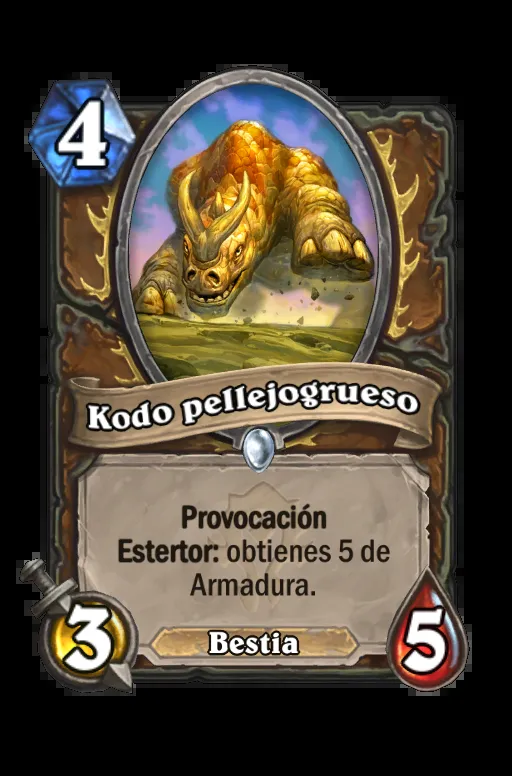 4
Kodo pellejogrueso
Provocación
Estertor: obtienes 5 de
Armadura.
3
Bestia
5